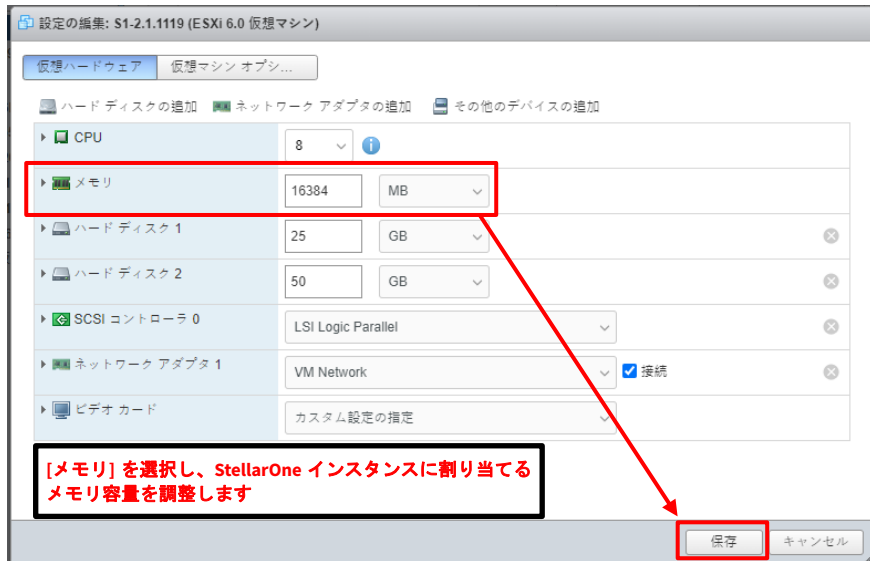 設定の編集: S1-2.1.1119 (ESXi 6.0 仮想マシン)
仮想ハードウェア 仮想マシン オプシ...
ハード ディスクの追加 ネットワーク アダプタの追加 その他のデバイスの追加
CPU 8
メモリ 16384 MB
ハード ディスク 1 25 GB
ハード ディスク 2 50 GB
SCSI コントローラ 0 LSI Logic Parallel
ネットワーク アダプタ 1 VM Network 接続
ビデオ カード カスタム設定の指定
[メモリ] を選択し、StellarOne インスタンスに割り当てる
メモリ容量を調整します
保存 キャンセル